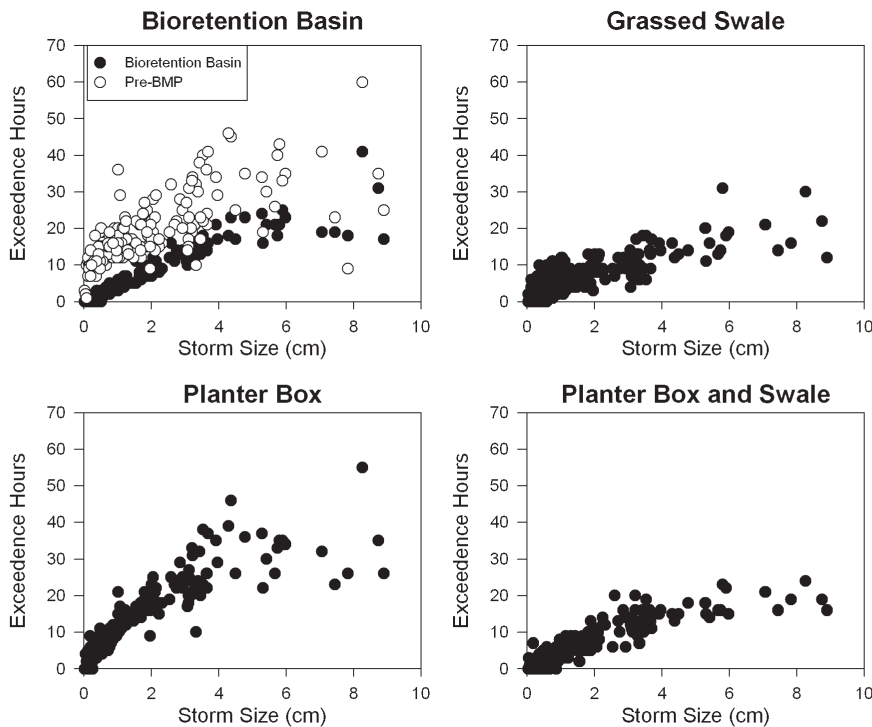 Bioretention Basin
70
60
50
40
30
20
10
0
Exceedence Hours
Bioretention Basin
Pre-BMP
0 2 4 6 8 10
Storm Size (cm)
Grassed Swale
70
60
50
40
30
20
10
0
Exceedence Hours
0 2 4 6 8 10
Storm Size (cm)
Planter Box
70
60
50
40
30
20
10
0
Exceedence Hours
0 2 4 6 8 10
Storm Size (cm)
Planter Box and Swale
70
60
50
40
30
20
10
0
Exceedence Hours
0 2 4 6 8 10
Storm Size (cm)